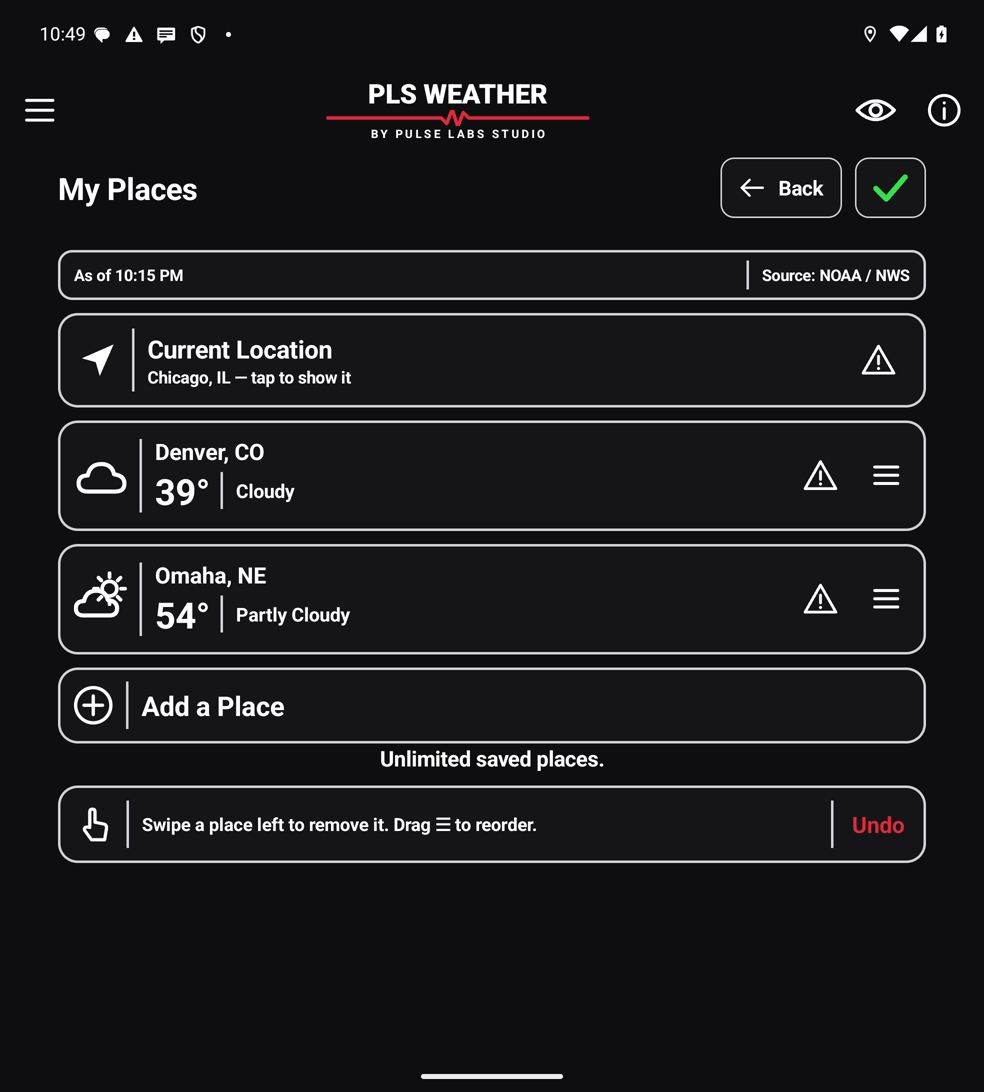 10:49
PLS WEATHER
BY PULSE LABS STUDIO
My Places
Back
As of 10:15 PM
Source: NOAA / NWS
Current Location
Chicago, IL — tap to show it
Denver, CO
39°
Cloudy
Omaha, NE
54°
Partly Cloudy
Add a Place
Unlimited saved places.
Swipe a place left to remove it. Drag ☰ to reorder.
Undo